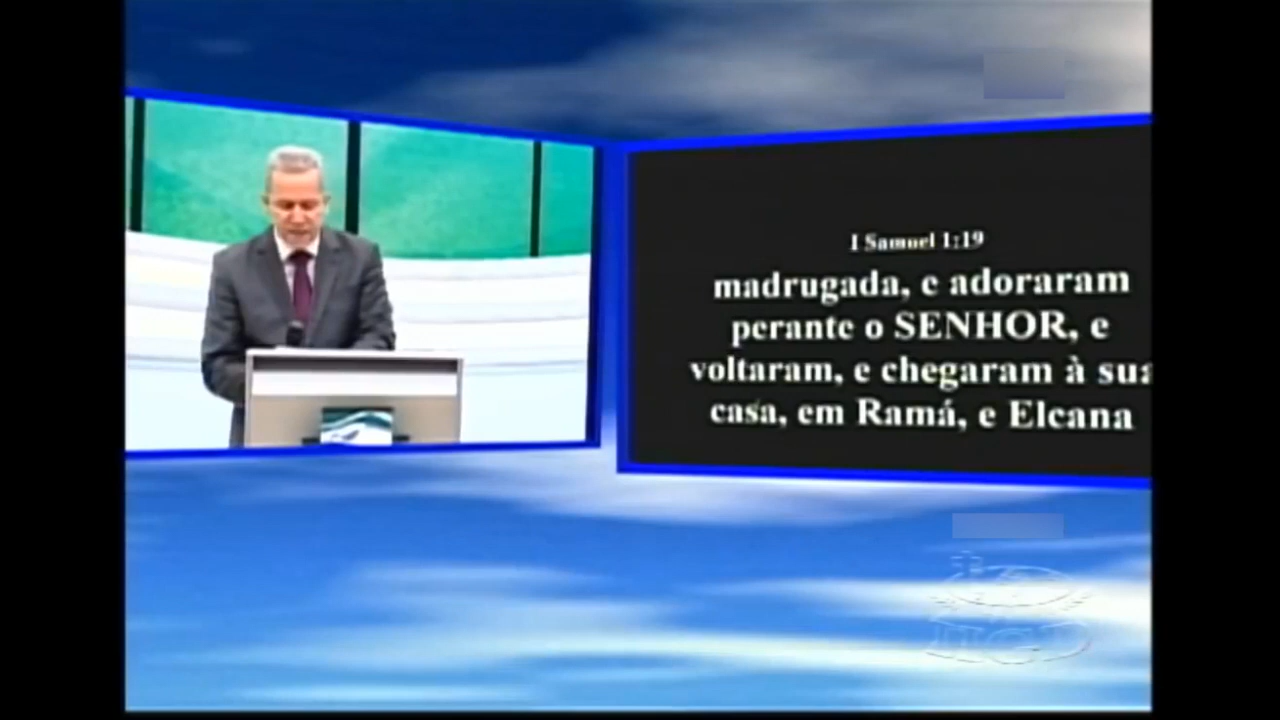 I Samuel 1:19
madrugada, e adoraram
perante o SENHOR, e
voltaram, e chegaram à sua
casa, em Ramá, e Elcana